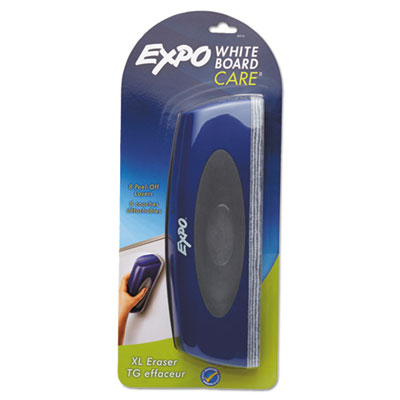 EXPO
WHITE
BOARD
CARE
8 Peel-Off
Layers
8 couches
détachables
EXPO
XL Eraser
TG effaceur